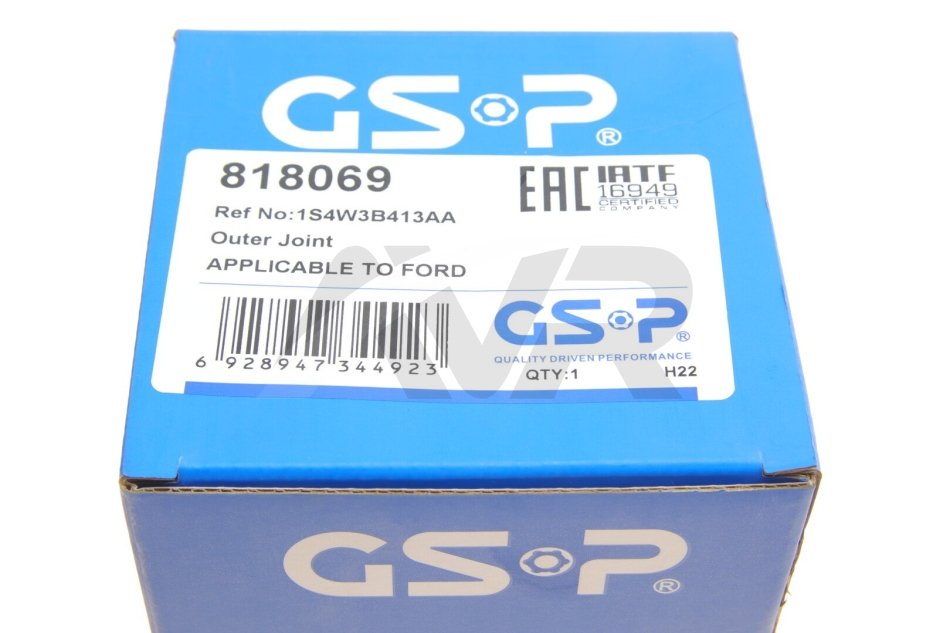 GS·P®
818069
Ref No:1S4W3B413AA
Outer Joint
APPLICABLE TO FORD
EAC
IATF
16949
CERTIFIED
COMPANY
6 928947 344923
GS·P®
QUALITY DRIVEN PERFORMANCE
QTY:1 H22
AVR
GS·P®